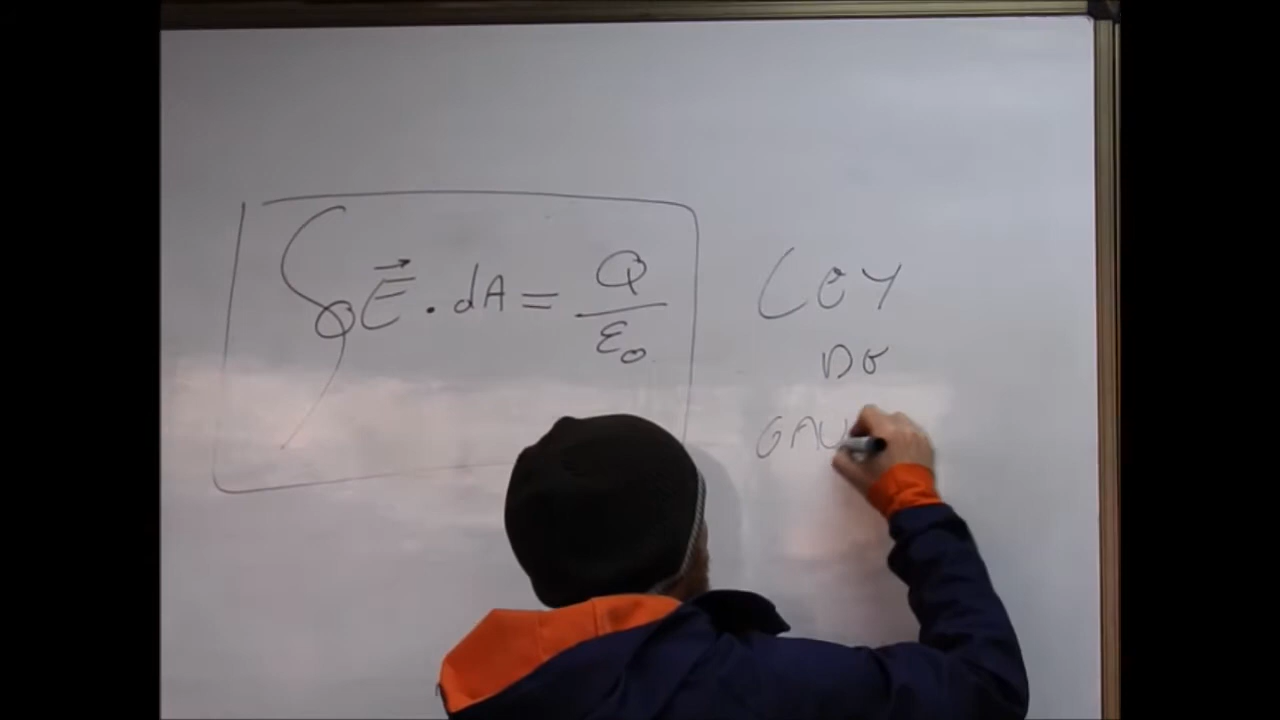 ∮ E⃗ · dA = Q/ε₀
LEY
DE
GAU